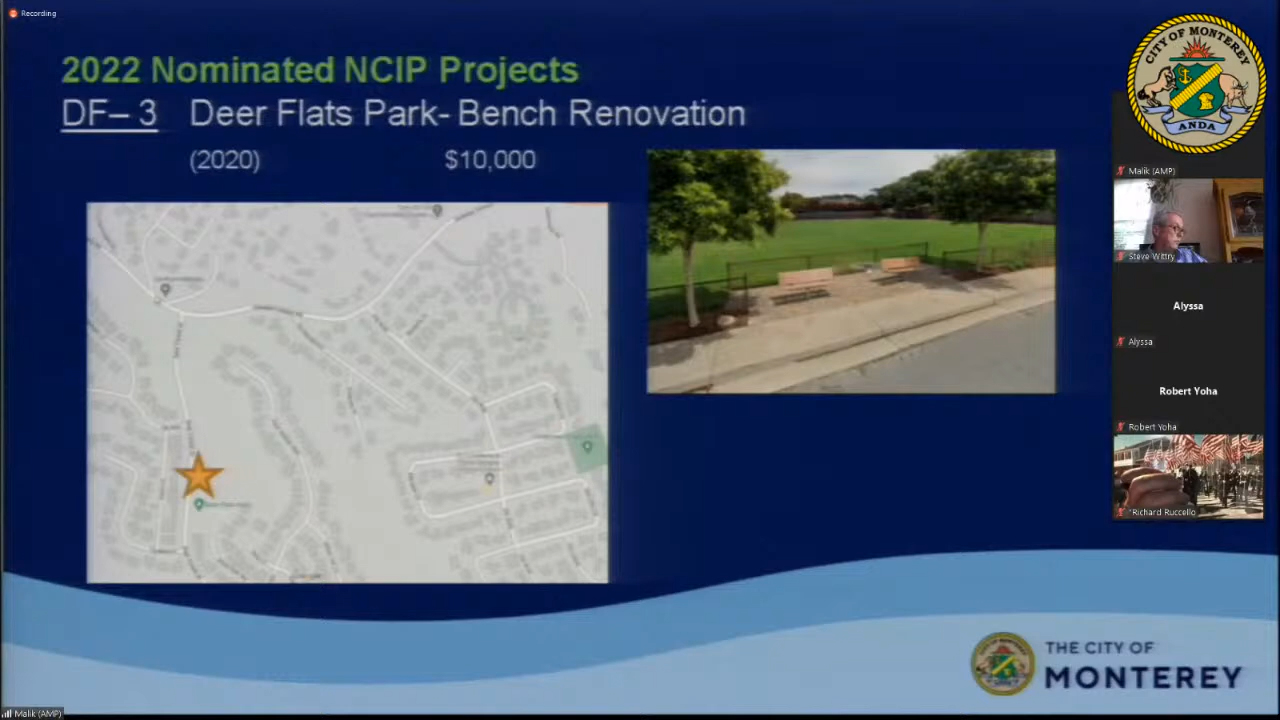 Recording
2022 Nominated NCIP Projects
DF– 3 Deer Flats Park- Bench Renovation
(2020) $10,000
CITY OF MONTEREY
ANDA
Malik (AMP)
Steve Wittry
Alyssa
Alyssa
Robert Yoha
Robert Yoha
*Richard Ruccello
THE CITY OF
MONTEREY
Malik (AMP)